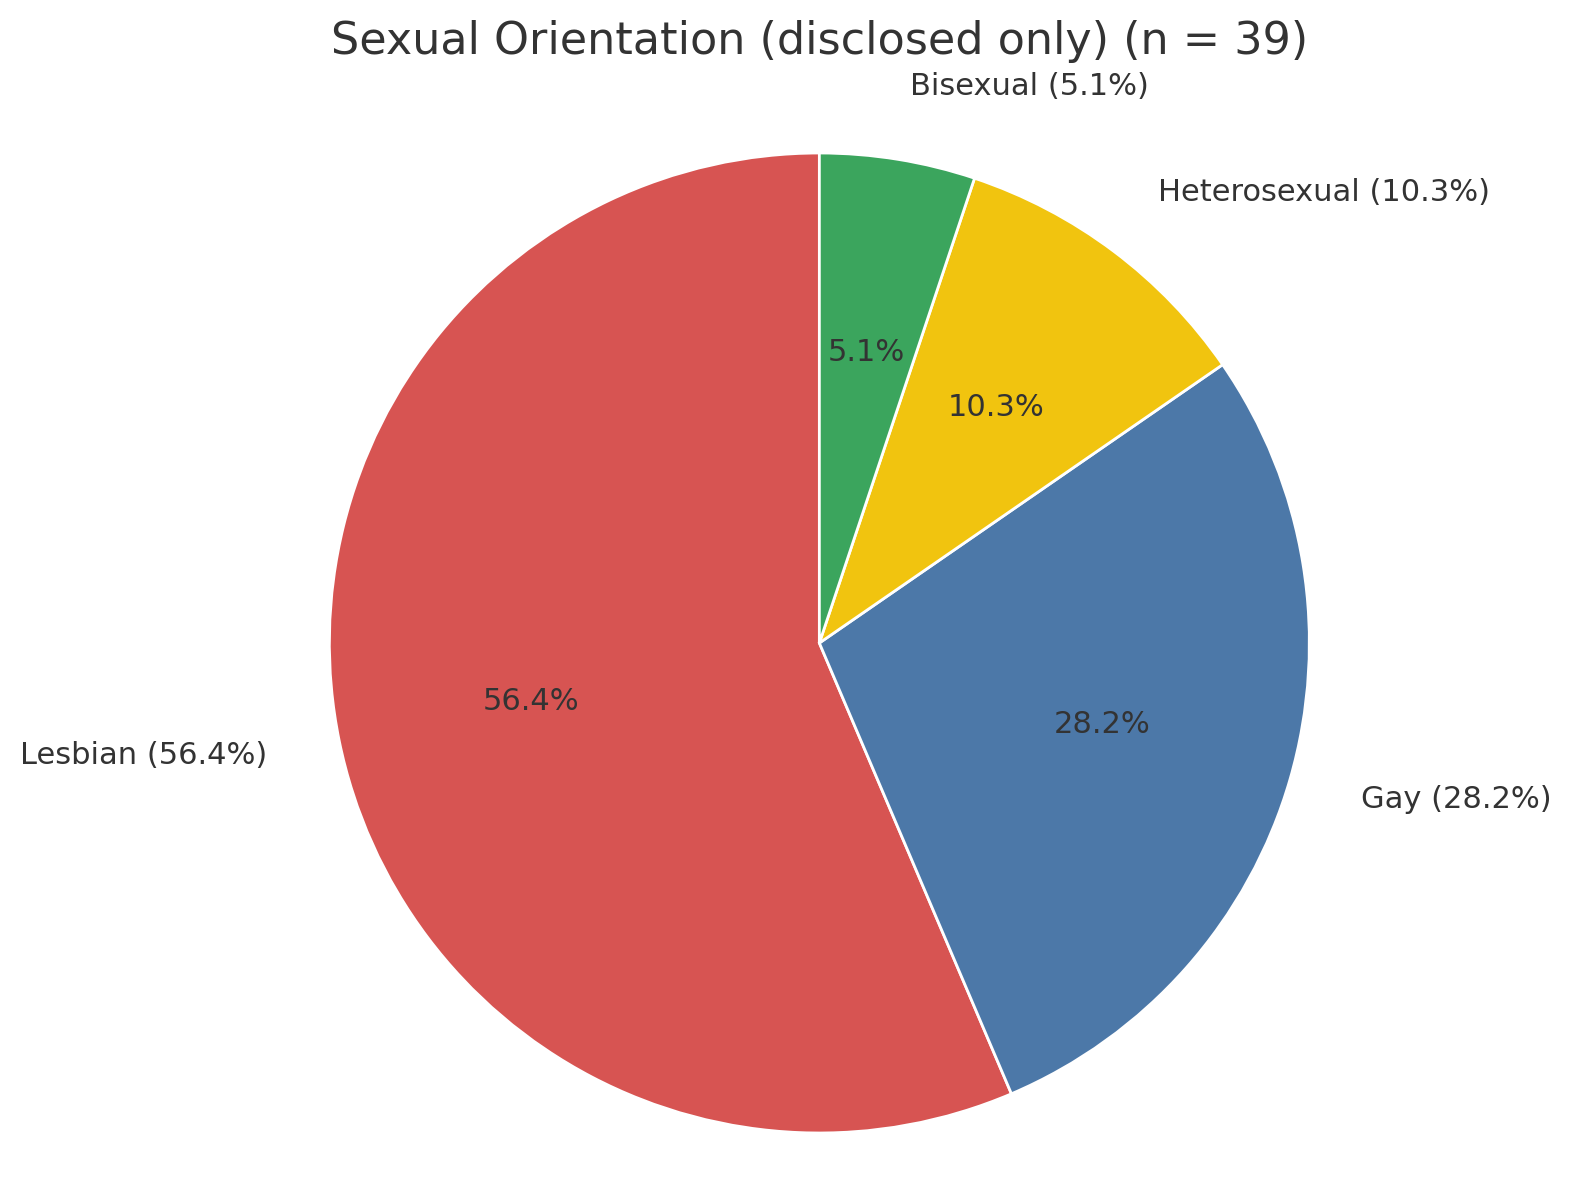 Sexual Orientation (disclosed only) (n = 39)
Bisexual (5.1%)
Heterosexual (10.3%)
5.1%
10.3%
56.4%
28.2%
Lesbian (56.4%)
Gay (28.2%)